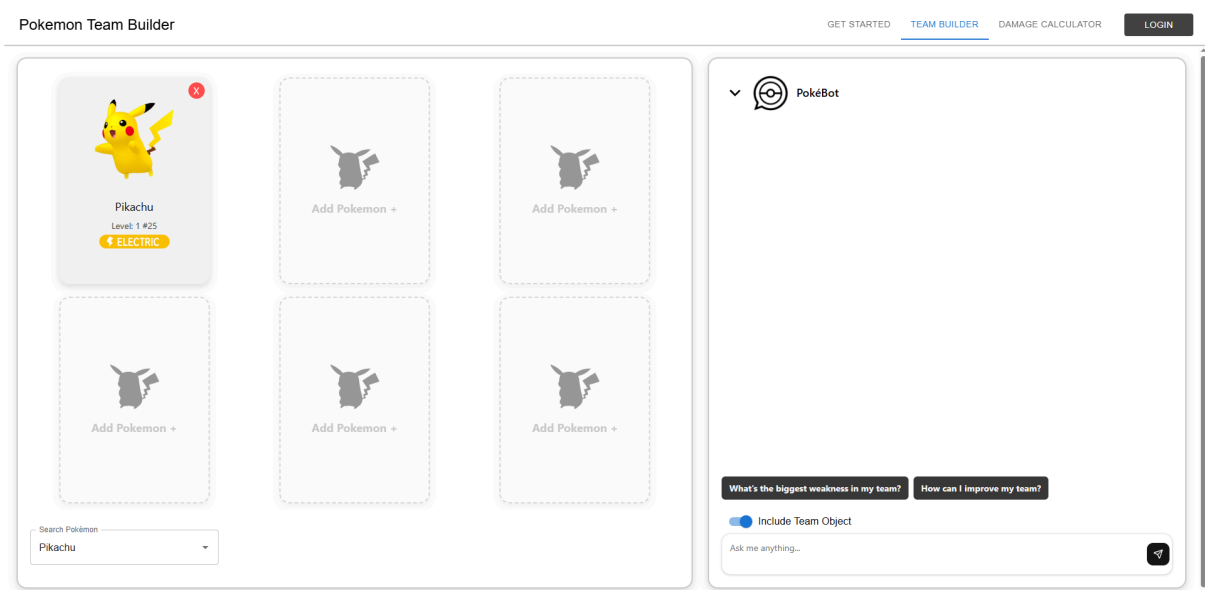 Pokemon Team Builder
GET STARTED TEAM BUILDER DAMAGE CALCULATOR LOGIN
X
Pikachu
Level: 1 #25
ELECTRIC
Add Pokemon +
Add Pokemon +
Add Pokemon +
Add Pokemon +
Add Pokemon +
Search Pokémon
Pikachu
PokéBot
What's the biggest weakness in my team?
How can I improve my team?
Include Team Object
Ask me anything...